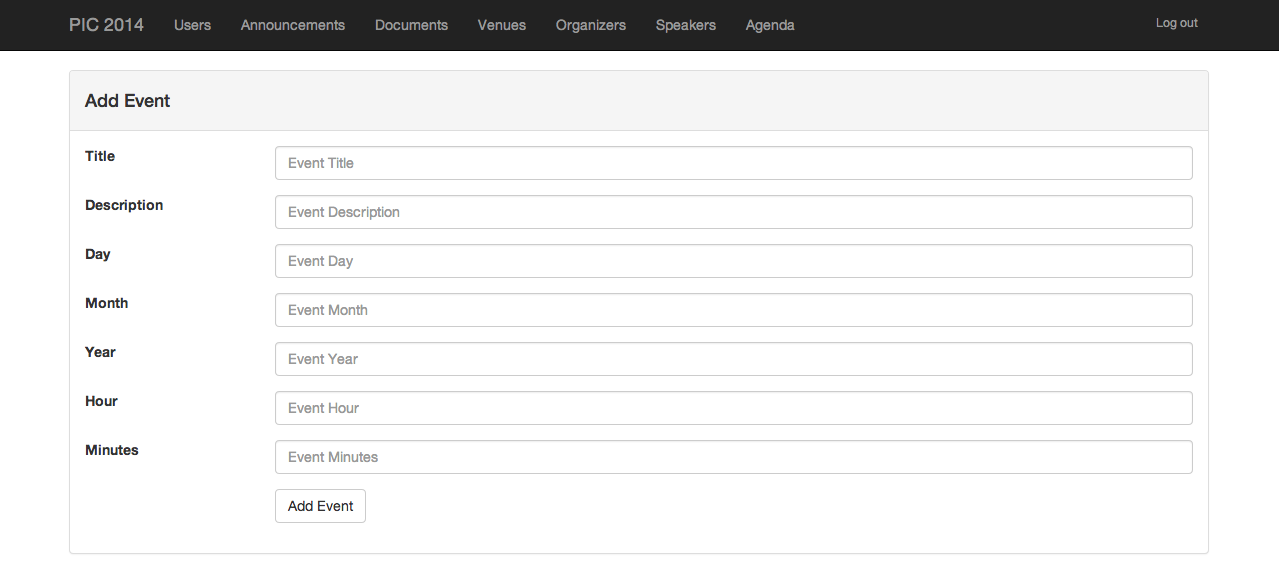 PIC 2014 Users Announcements Documents Venues Organizers Speakers Agenda Log out
Add Event
Title Event Title
Description Event Description
Day Event Day
Month Event Month
Year Event Year
Hour Event Hour
Minutes Event Minutes
Add Event